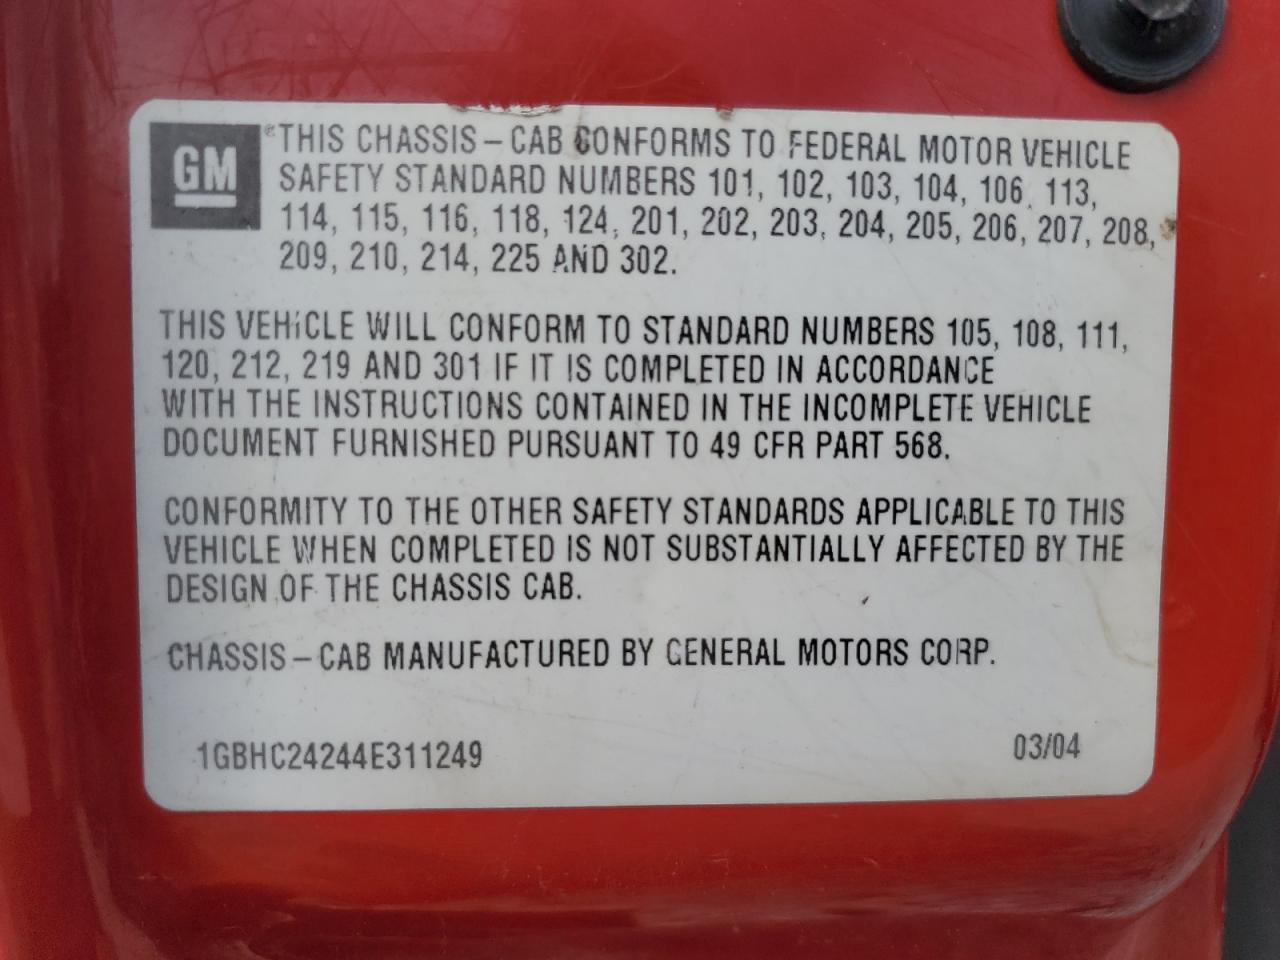 GM
®THIS CHASSIS-CAB CONFORMS TO FEDERAL MOTOR VEHICLE
SAFETY STANDARD NUMBERS 101, 102, 103, 104, 106, 113,
114, 115, 116, 118, 124, 201, 202, 203, 204, 205, 206, 207, 208,
209, 210, 214, 225 AND 302.
THIS VEHICLE WILL CONFORM TO STANDARD NUMBERS 105, 108, 111,
120, 212, 219 AND 301 IF IT IS COMPLETED IN ACCORDANCE
WITH THE INSTRUCTIONS CONTAINED IN THE INCOMPLETE VEHICLE
DOCUMENT FURNISHED PURSUANT TO 49 CFR PART 568.
CONFORMITY TO THE OTHER SAFETY STANDARDS APPLICABLE TO THIS
VEHICLE WHEN COMPLETED IS NOT SUBSTANTIALLY AFFECTED BY THE
DESIGN OF THE CHASSIS CAB.
CHASSIS-CAB MANUFACTURED BY GENERAL MOTORS CORP.
1GBHC24244E311249 03/04